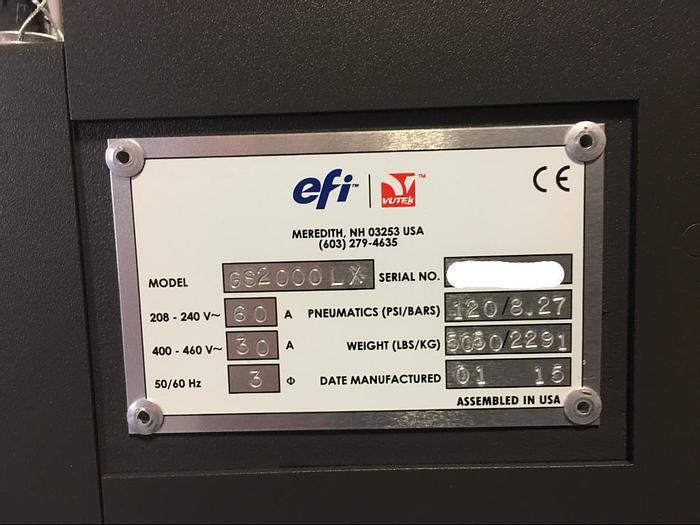 efi™ | VUTEk™ CE
MEREDITH, NH 03253 USA
(603) 279-4635
MODEL GS2000LX SERIAL NO.
208 - 240 V~ 60 A PNEUMATICS (PSI/BARS) 120/8.27
400 - 460 V~ 30 A WEIGHT (LBS/KG) 5050/2291
50/60 Hz 3 Φ DATE MANUFACTURED 01 15
ASSEMBLED IN USA